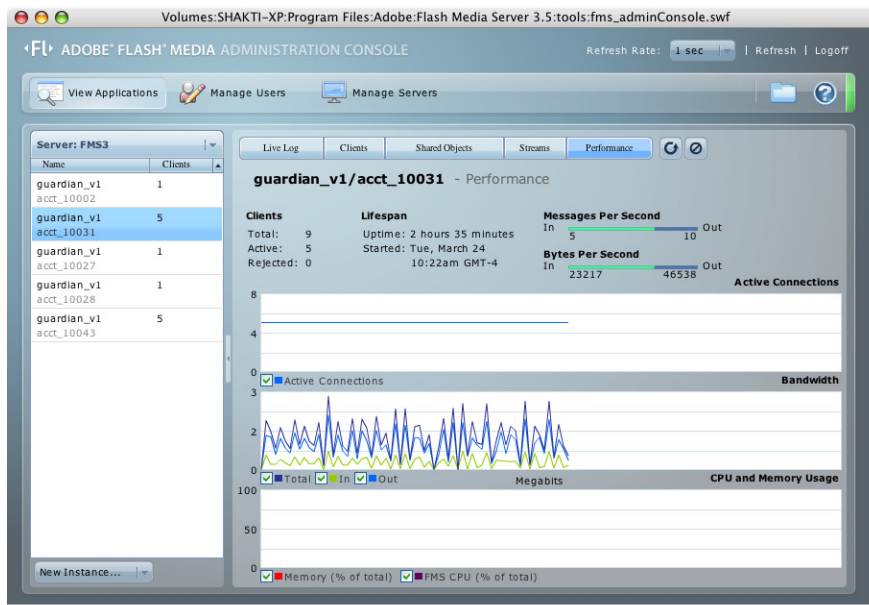 Volumes:SHAKTI-XP:Program Files:Adobe:Flash Media Server 3.5:tools:fms_adminConsole.swf
Fl ADOBE® FLASH® MEDIA ADMINISTRATION CONSOLE
Refresh Rate: 1 sec | Refresh | Logoff
View Applications
Manage Users
Manage Servers
?
Server: FMS3
Name Clients
guardian_v1 1
acct_10002
guardian_v1 5
acct_10031
guardian_v1 1
acct_10027
guardian_v1 1
acct_10028
guardian_v1 5
acct_10043
New Instance...
Live Log Clients Shared Objects Streams Performance
guardian_v1/acct_10031 - Performance
Clients
Total: 9
Active: 5
Rejected: 0
Lifespan
Uptime: 2 hours 35 minutes
Started: Tue, March 24
10:22am GMT-4
Messages Per Second
In Out
5 10
Bytes Per Second
In Out
23217 46538
Active Connections
8
4
0
Active Connections
Bandwidth
3
2
0
Total In Out
Megabits
CPU and Memory Usage
100
50
0
Memory (% of total) FMS CPU (% of total)